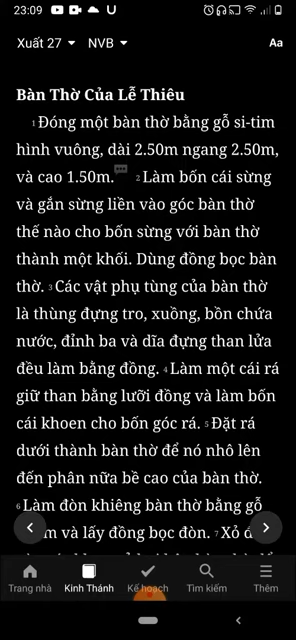 23:09
Xuất 27 NVB Aa
Bàn Thờ Của Lễ Thiêu
1 Đóng một bàn thờ bằng gỗ si-tim
hình vuông, dài 2.50m ngang 2.50m,
và cao 1.50m. 2 Làm bốn cái sừng
và gắn sừng liền vào góc bàn thờ
thế nào cho bốn sừng với bàn thờ
thành một khối. Dùng đồng bọc bàn
thờ. 3 Các vật phụ tùng của bàn thờ
là thùng đựng tro, xuồng, bồn chứa
nước, đỉnh ba và dĩa đựng than lửa
đều làm bằng đồng. 4 Làm một cái rá
giữ than bằng lưỡi đồng và làm bốn
cái khoen cho bốn góc rá. 5 Đặt rá
dưới thành bàn thờ để nó nhô lên
đến phân nữa bề cao của bàn thờ.
6 Làm đòn khiêng bàn thờ bằng gỗ
và lấy đồng bọc đòn. 7 Xỏ
Trang nhà Kinh Thánh Kế hoạch Tìm kiếm Thêm